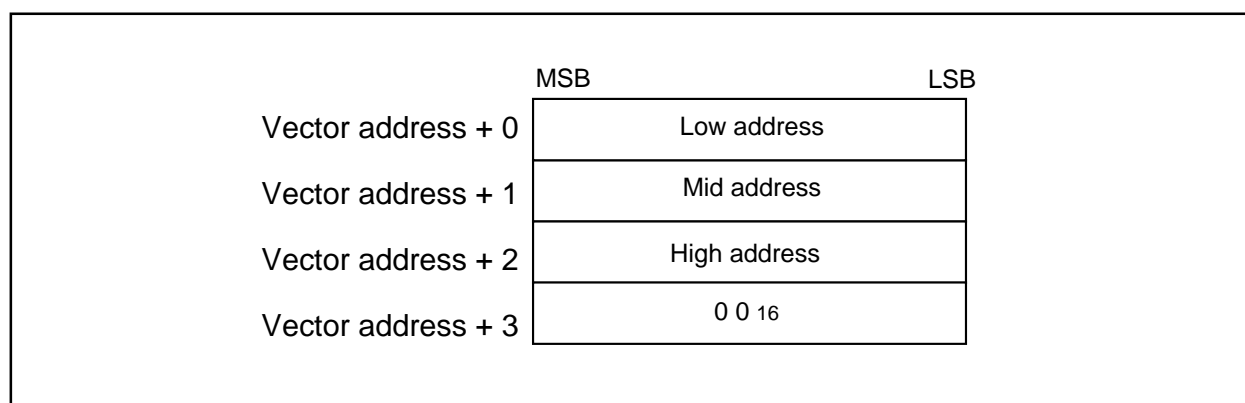 MSB LSB
Vector address + 0 Low address
Vector address + 1 Mid address
Vector address + 2 High address
Vector address + 3 0 0 16